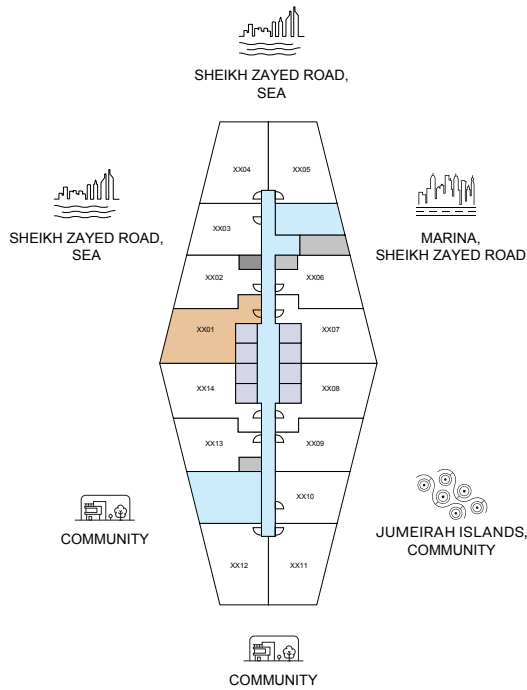 SHEIKH ZAYED ROAD,
SEA
XX04
XX05
SHEIKH ZAYED ROAD,
SEA
XX03
MARINA,
SHEIKH ZAYED ROAD
XX02
XX06
XX01
XX07
XX14
XX08
XX13
XX09
XX10
COMMUNITY
JUMEIRAH ISLANDS,
COMMUNITY
XX12
XX11
COMMUNITY